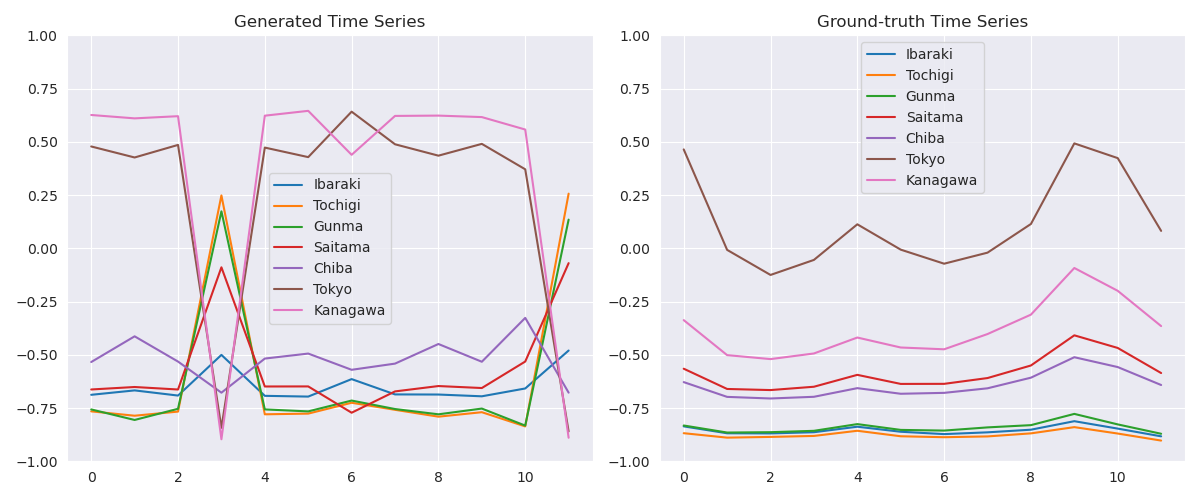 Generated Time Series
1.00
0.75
0.50
0.25
0.00
−0.25
−0.50
−0.75
−1.00
0 2 4 6 8 10
Ibaraki
Tochigi
Gunma
Saitama
Chiba
Tokyo
Kanagawa
Ground-truth Time Series
1.00
0.75
0.50
0.25
0.00
−0.25
−0.50
−0.75
−1.00
0 2 4 6 8 10
Ibaraki
Tochigi
Gunma
Saitama
Chiba
Tokyo
Kanagawa